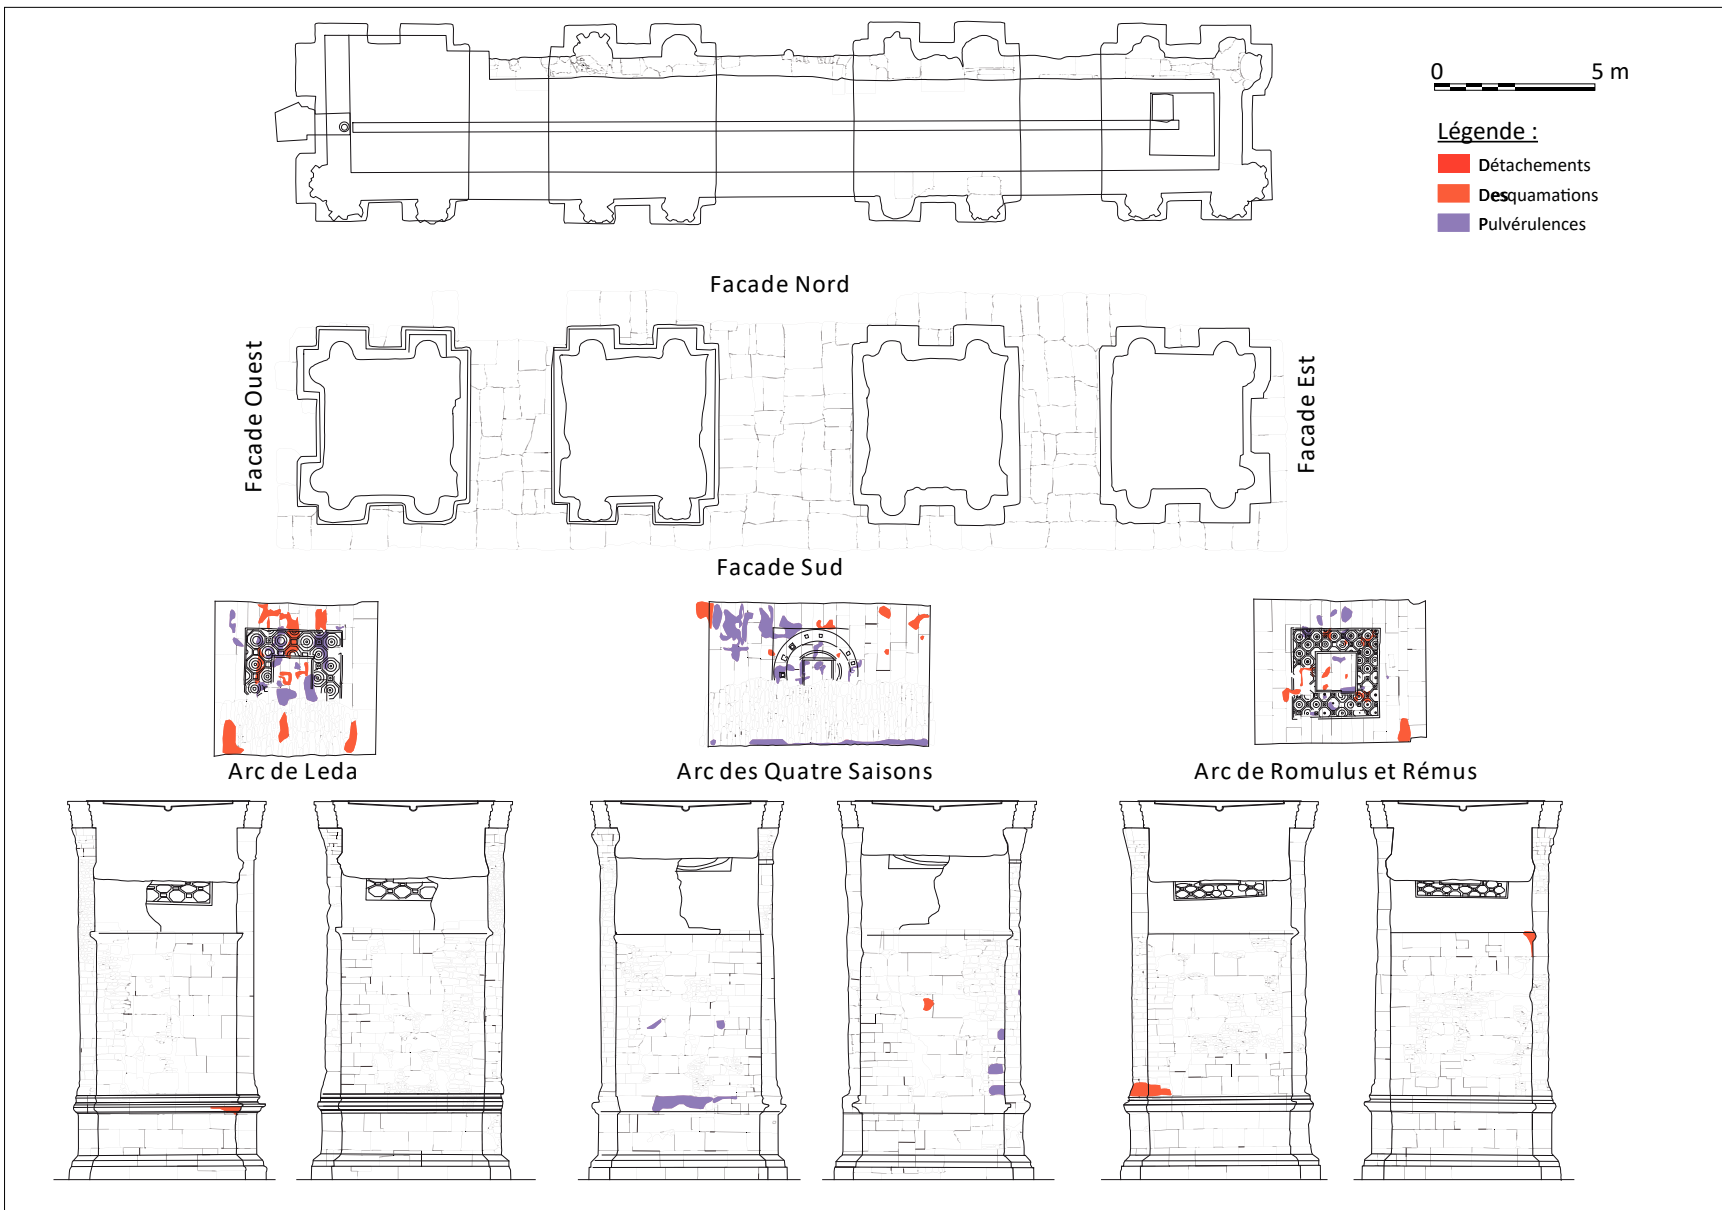 0 5 m
Légende :
Détachements
Desquamations
Pulvérulences
Facade Nord
Facade Ouest
Facade Est
Facade Sud
Arc de Leda
Arc des Quatre Saisons
Arc de Romulus et Rémus